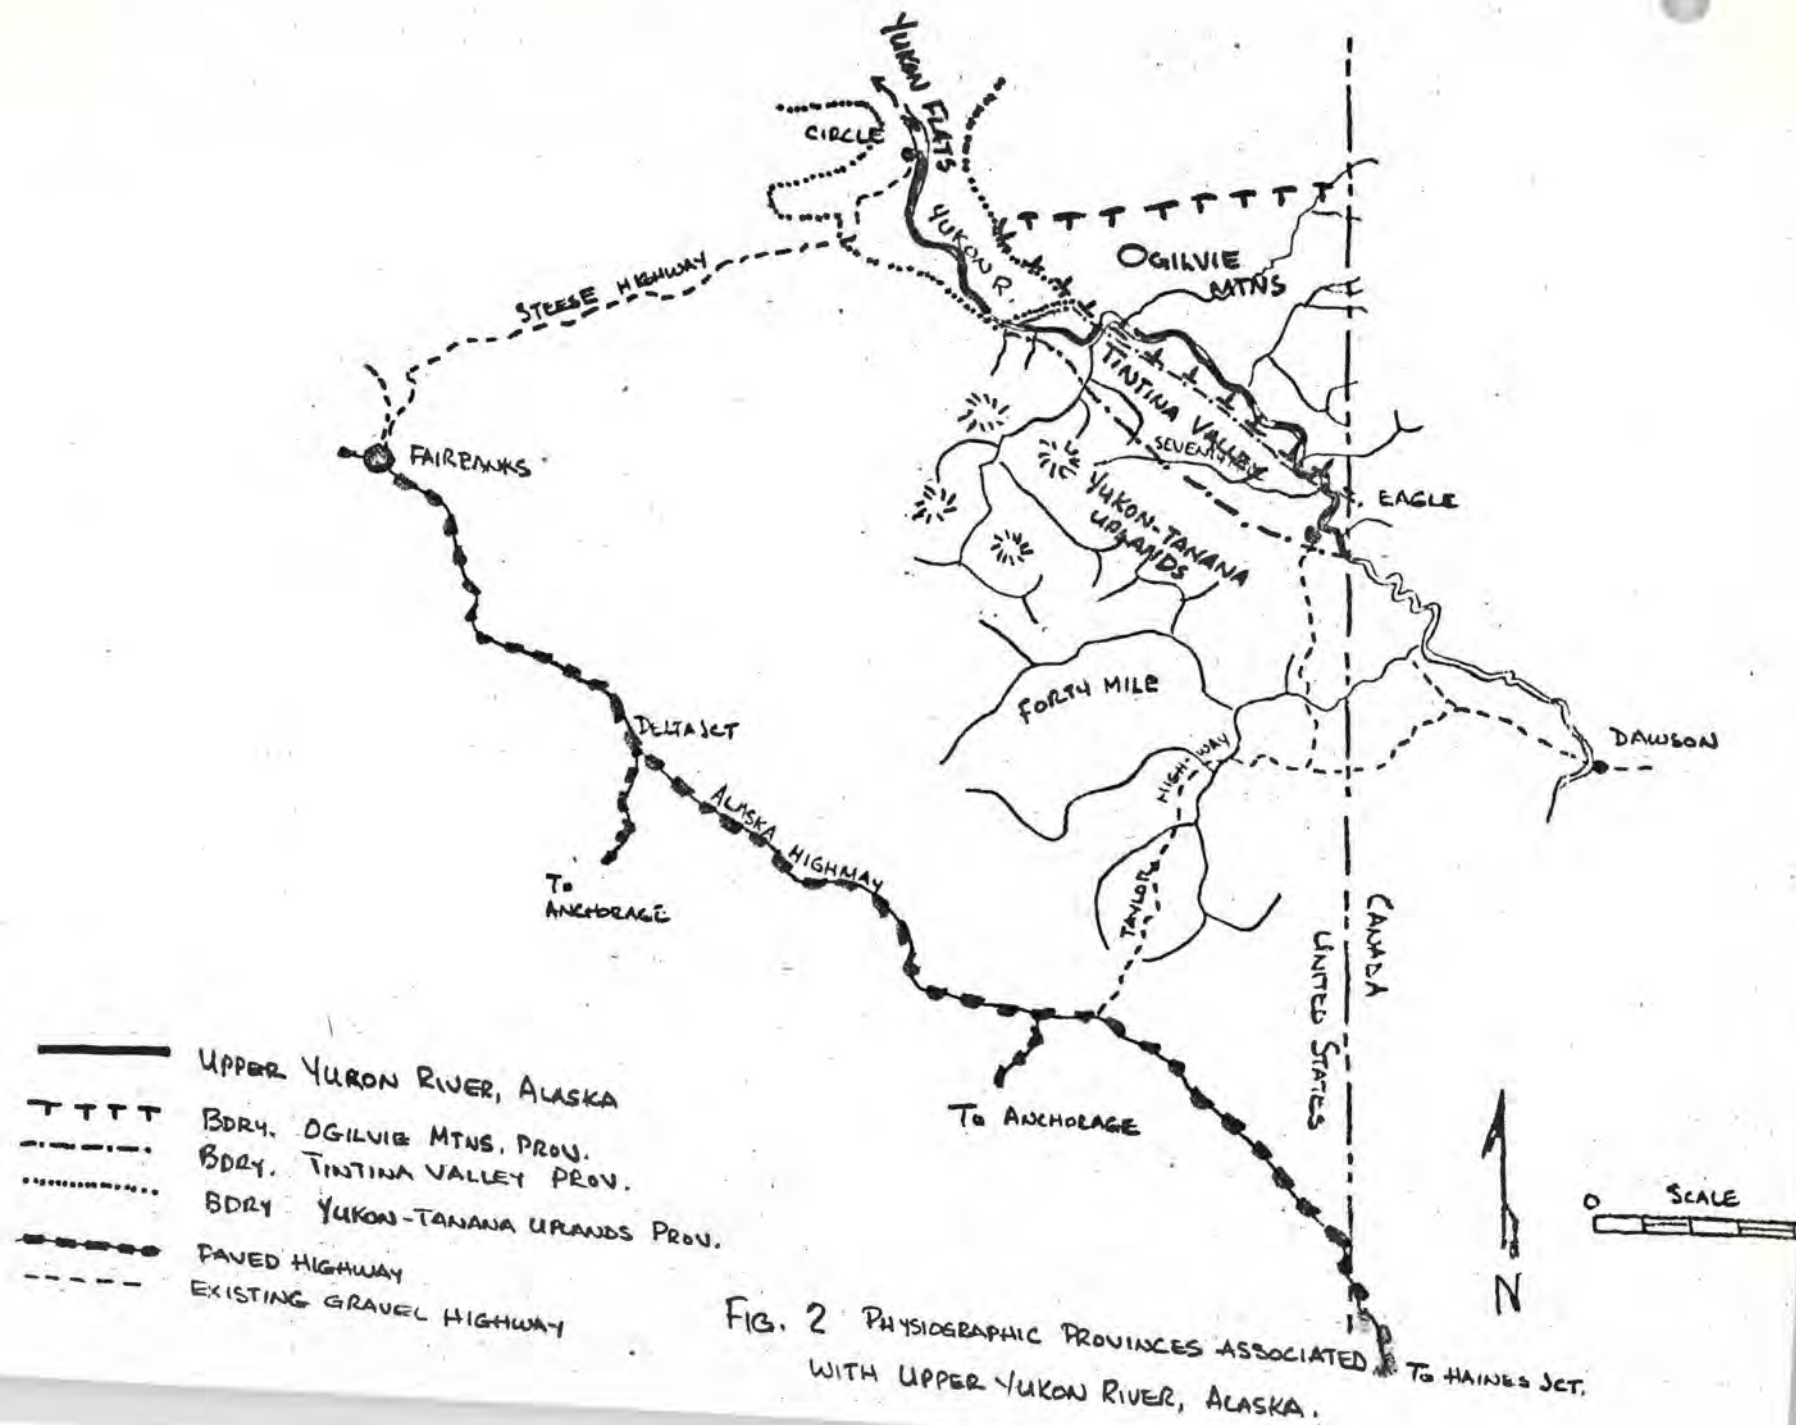 YUKON FLATS
CIRCLE
YUKON R.
OGILVIE
MTNS
STEESE HIGHWAY
TINTINA VALLEY
FAIRBANKS
EAGLE
YUKON-TANANA
UPLANDS
FORTY MILE
DELTA JCT
DAWSON
HIGH-WAY
ALASKA HIGHWAY
TAYLOR
TO
ANCHORAGE
CANADA
UNITED STATES
TO ANCHORAGE
UPPER YUKON RIVER, ALASKA
BDRY. OGILVIE MTNS. PROV.
BDRY. TINTINA VALLEY PROV.
BDRY YUKON-TANANA UPLANDS PROV.
PAVED HIGHWAY
EXISTING GRAVEL HIGHWAY
N
0
SCALE
FIG. 2 PHYSIOGRAPHIC PROVINCES ASSOCIATED
WITH UPPER YUKON RIVER, ALASKA.
TO HAINES JCT.